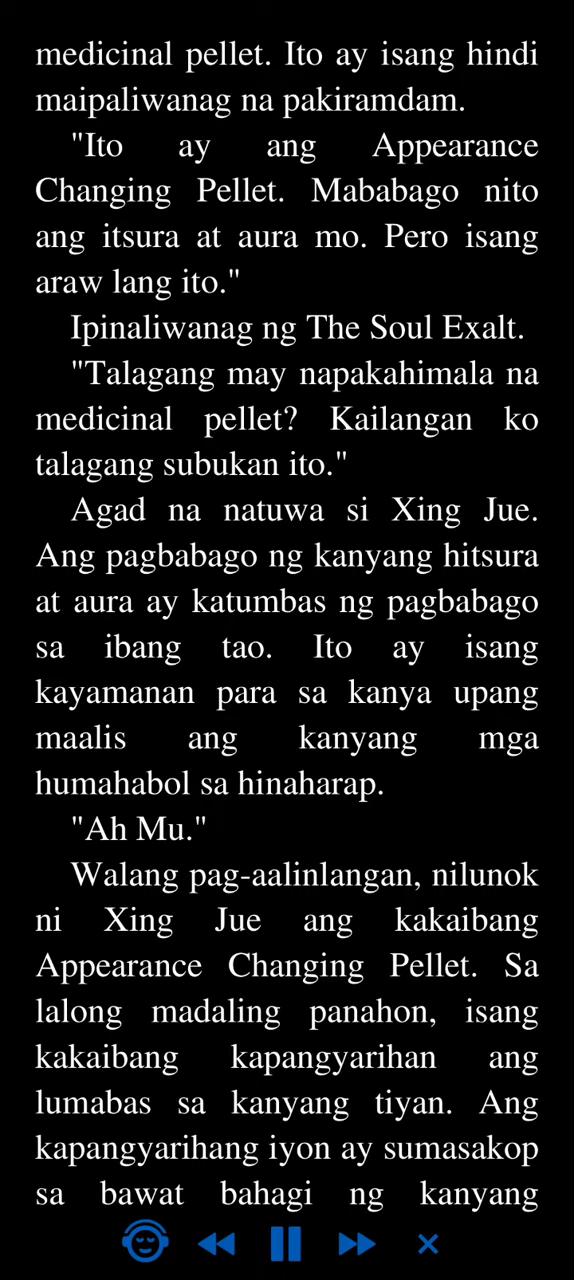 medicinal pellet. Ito ay isang hindi
maipaliwanag na pakiramdam.
"Ito ay ang Appearance
Changing Pellet. Mababago nito
ang itsura at aura mo. Pero isang
araw lang ito."
Ipinaliwanag ng The Soul Exalt.
"Talagang may napakahimala na
medicinal pellet? Kailangan ko
talagang subukan ito."
Agad na natuwa si Xing Jue.
Ang pagbabago ng kanyang hitsura
at aura ay katumbas ng pagbabago
sa ibang tao. Ito ay isang
kayamanan para sa kanya upang
maalis ang kanyang mga
humahabol sa hinaharap.
"Ah Mu."
Walang pag-aalinlangan, nilunok
ni Xing Jue ang kakaibang
Appearance Changing Pellet. Sa
lalong madaling panahon, isang
kakaibang kapangyarihan ang
lumabas sa kanyang tiyan. Ang
kapangyarihang iyon ay sumasakop
sa bawat bahagi ng kanyang